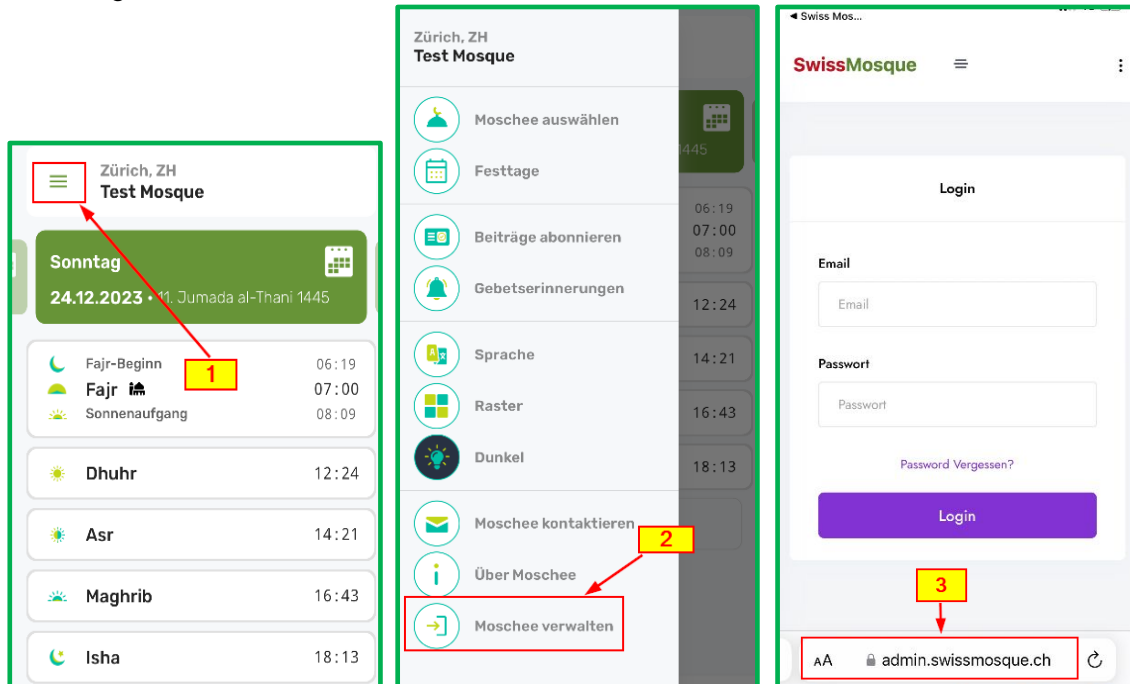 Zürich, ZH
Test Mosque
Sonntag
24.12.2023 • 11. Jumada al-Thani 1445
Fajr-Beginn 06:19
Fajr 07:00
Sonnenaufgang 08:09
1
Dhuhr 12:24
Asr 14:21
Maghrib 16:43
Isha 18:13
Zürich, ZH
Test Mosque
Moschee auswählen
Festtage
Beiträge abonnieren
Gebetserinnerungen
Sprache
Raster
Dunkel
Moschee kontaktieren
2
Über Moschee
Moschee verwalten
1445
06:19
07:00
08:09
12:24
14:21
16:43
18:13
Swiss Mos...
SwissMosque
Login
Email
Email
Passwort
Passwort
Password Vergessen?
Login
3
AA admin.swissmosque.ch